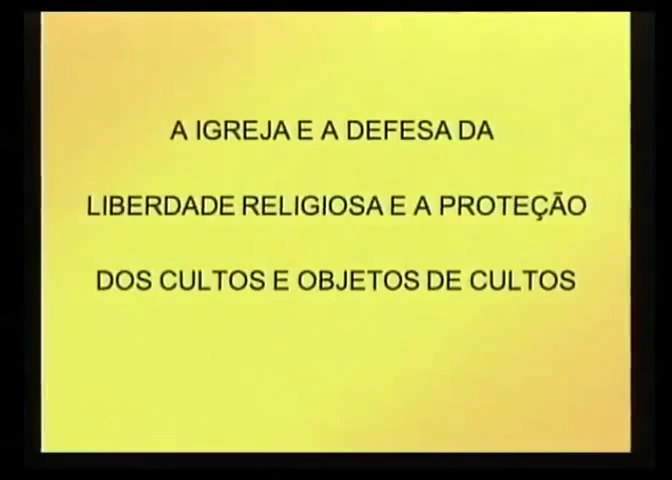 A IGREJA E A DEFESA DA
LIBERDADE RELIGIOSA E A PROTEÇÃO
DOS CULTOS E OBJETOS DE CULTOS